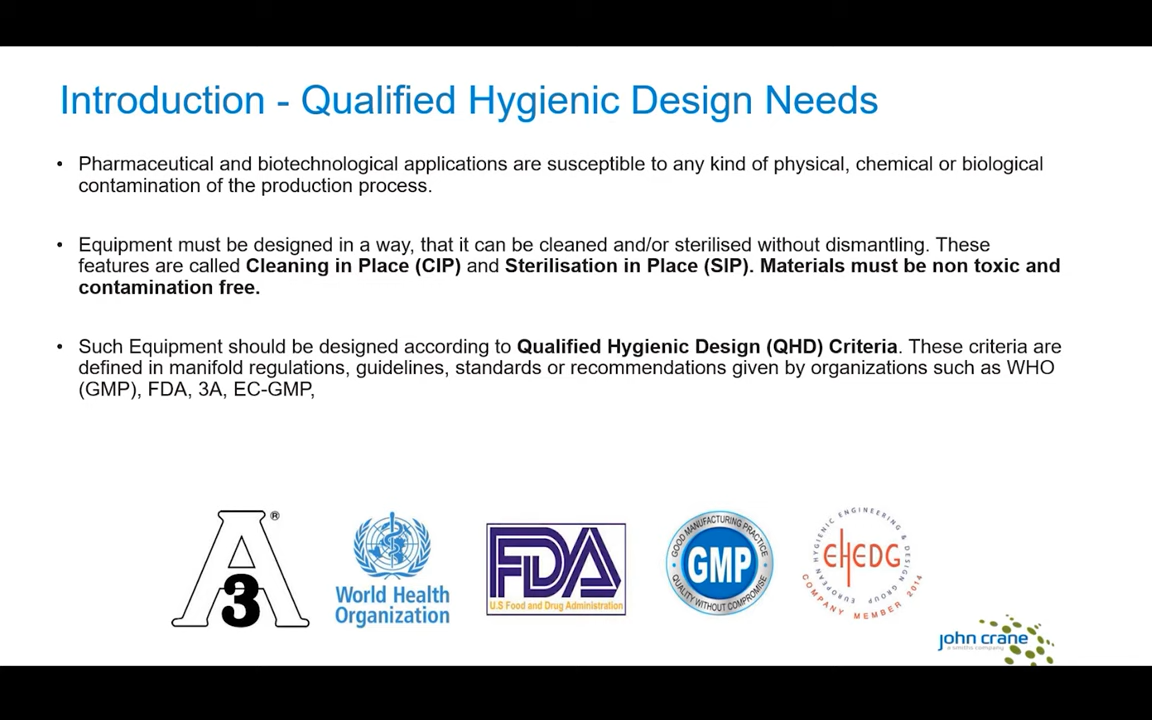 Introduction - Qualified Hygienic Design Needs
• Pharmaceutical and biotechnological applications are susceptible to any kind of physical, chemical or biological
contamination of the production process.
• Equipment must be designed in a way, that it can be cleaned and/or sterilised without dismantling. These
features are called Cleaning in Place (CIP) and Sterilisation in Place (SIP). Materials must be non toxic and
contamination free.
• Such Equipment should be designed according to Qualified Hygienic Design (QHD) Criteria. These criteria are
defined in manifold regulations, guidelines, standards or recommendations given by organizations such as WHO
(GMP), FDA, 3A, EC-GMP,
A ®
3
World Health
Organization
FDA
U.S Food and Drug Administration
GOOD MANUFACTURING PRACTICE
GMP
QUALITY WITHOUT COMPROMISE
EUROPEAN HYGIENIC ENGINEERING & DESIGN GROUP
EHEDG
COMPANY MEMBER 2014
john crane
a smiths company